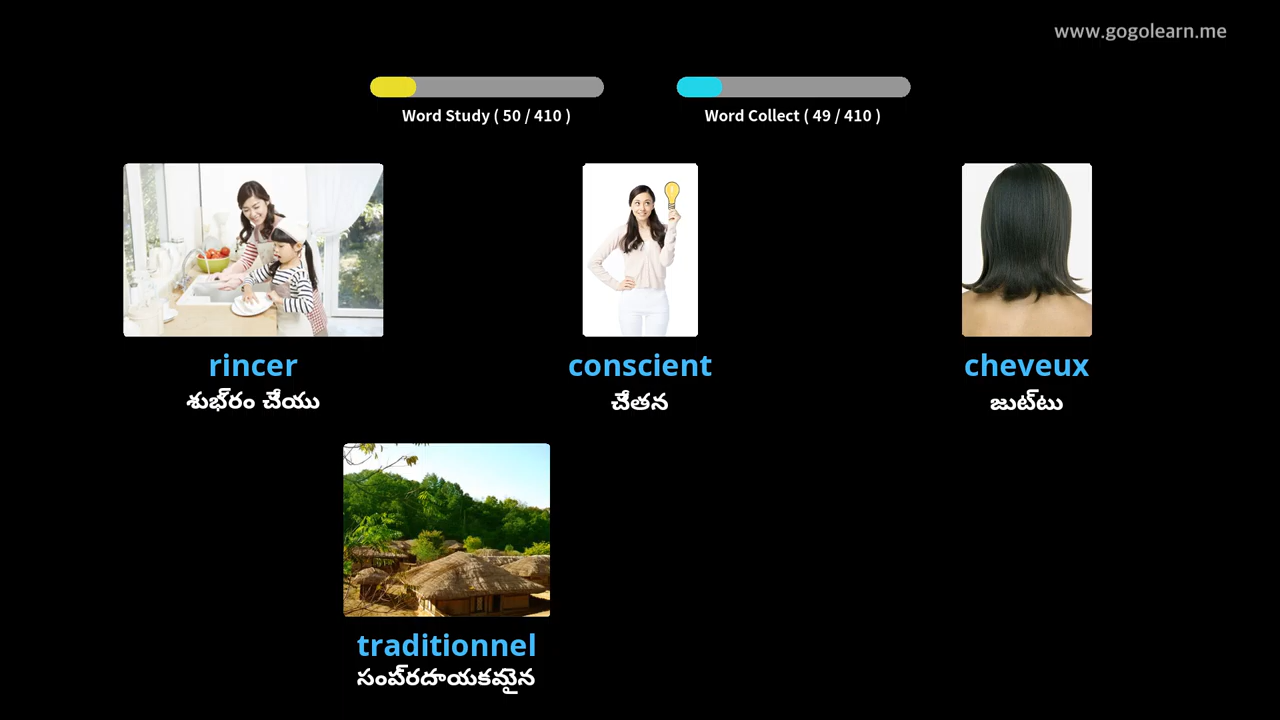 www.gogolearn.me
Word Study ( 50 / 410 )
Word Collect ( 49 / 410 )
rincer
శుభ్రం చేయు
conscient
చేతన
cheveux
జుట్టు
traditionnel
సంప్రదాయకమైన